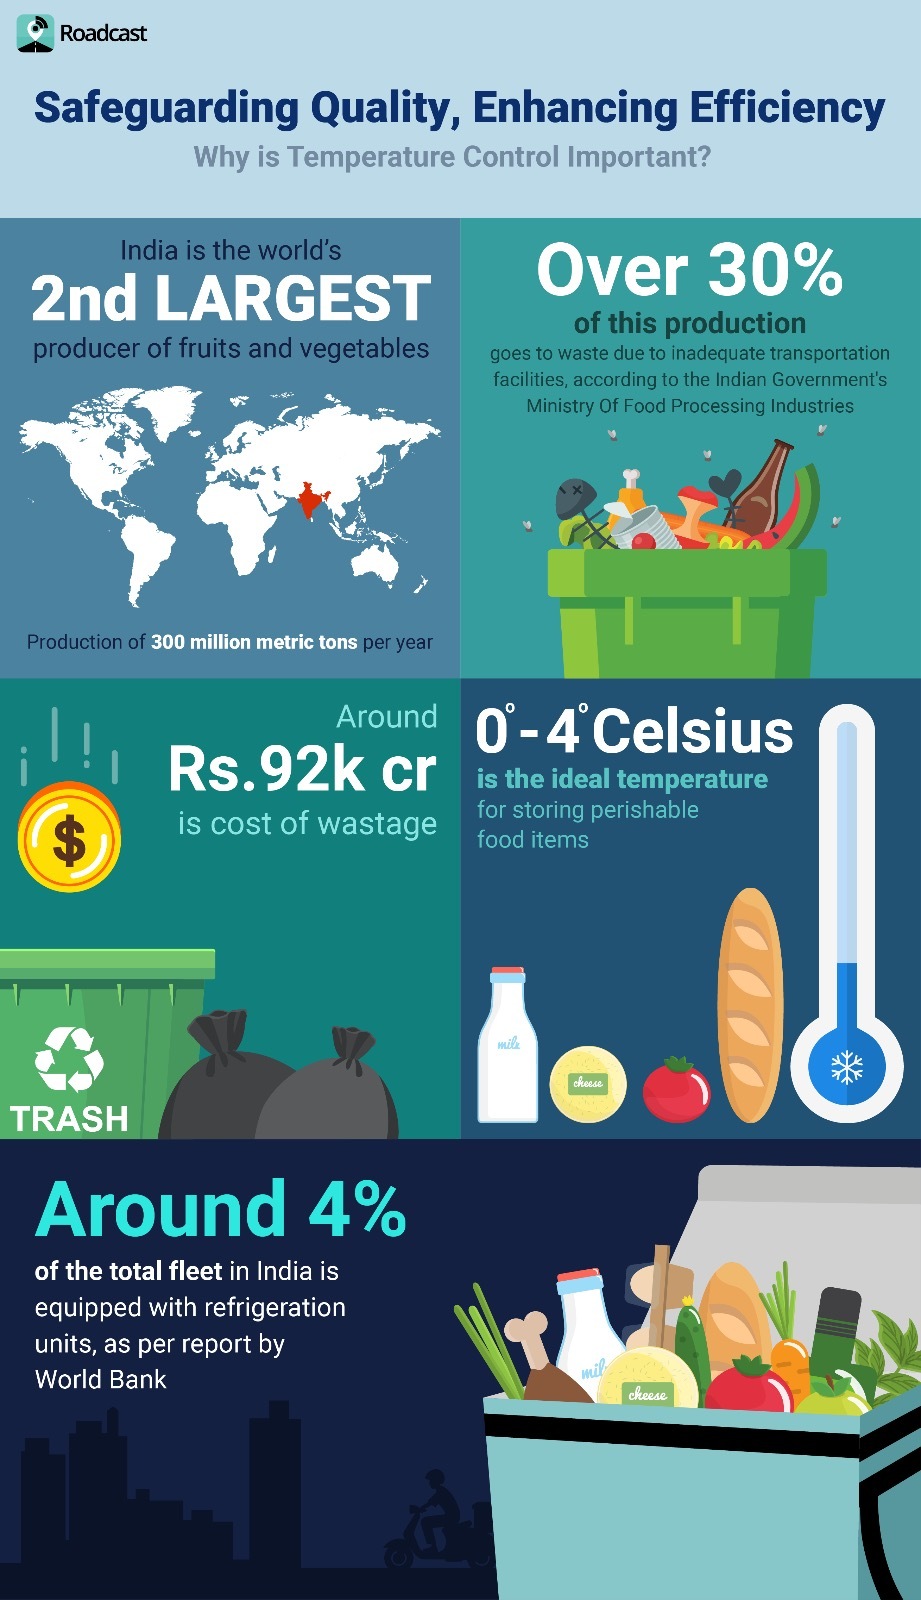 Roadcast
Safeguarding Quality, Enhancing Efficiency
Why is Temperature Control Important?
India is the world's
2nd LARGEST
producer of fruits and vegetables
Production of 300 million metric tons per year
Over 30%
of this production
goes to waste due to inadequate transportation
facilities, according to the Indian Government's
Ministry Of Food Processing Industries
Around
Rs.92k cr
is cost of wastage
$
TRASH
0° - 4° Celsius
is the ideal temperature
for storing perishable
food items
milk
cheese
Around 4%
of the total fleet in India is
equipped with refrigeration
units, as per report by
World Bank
milk
cheese